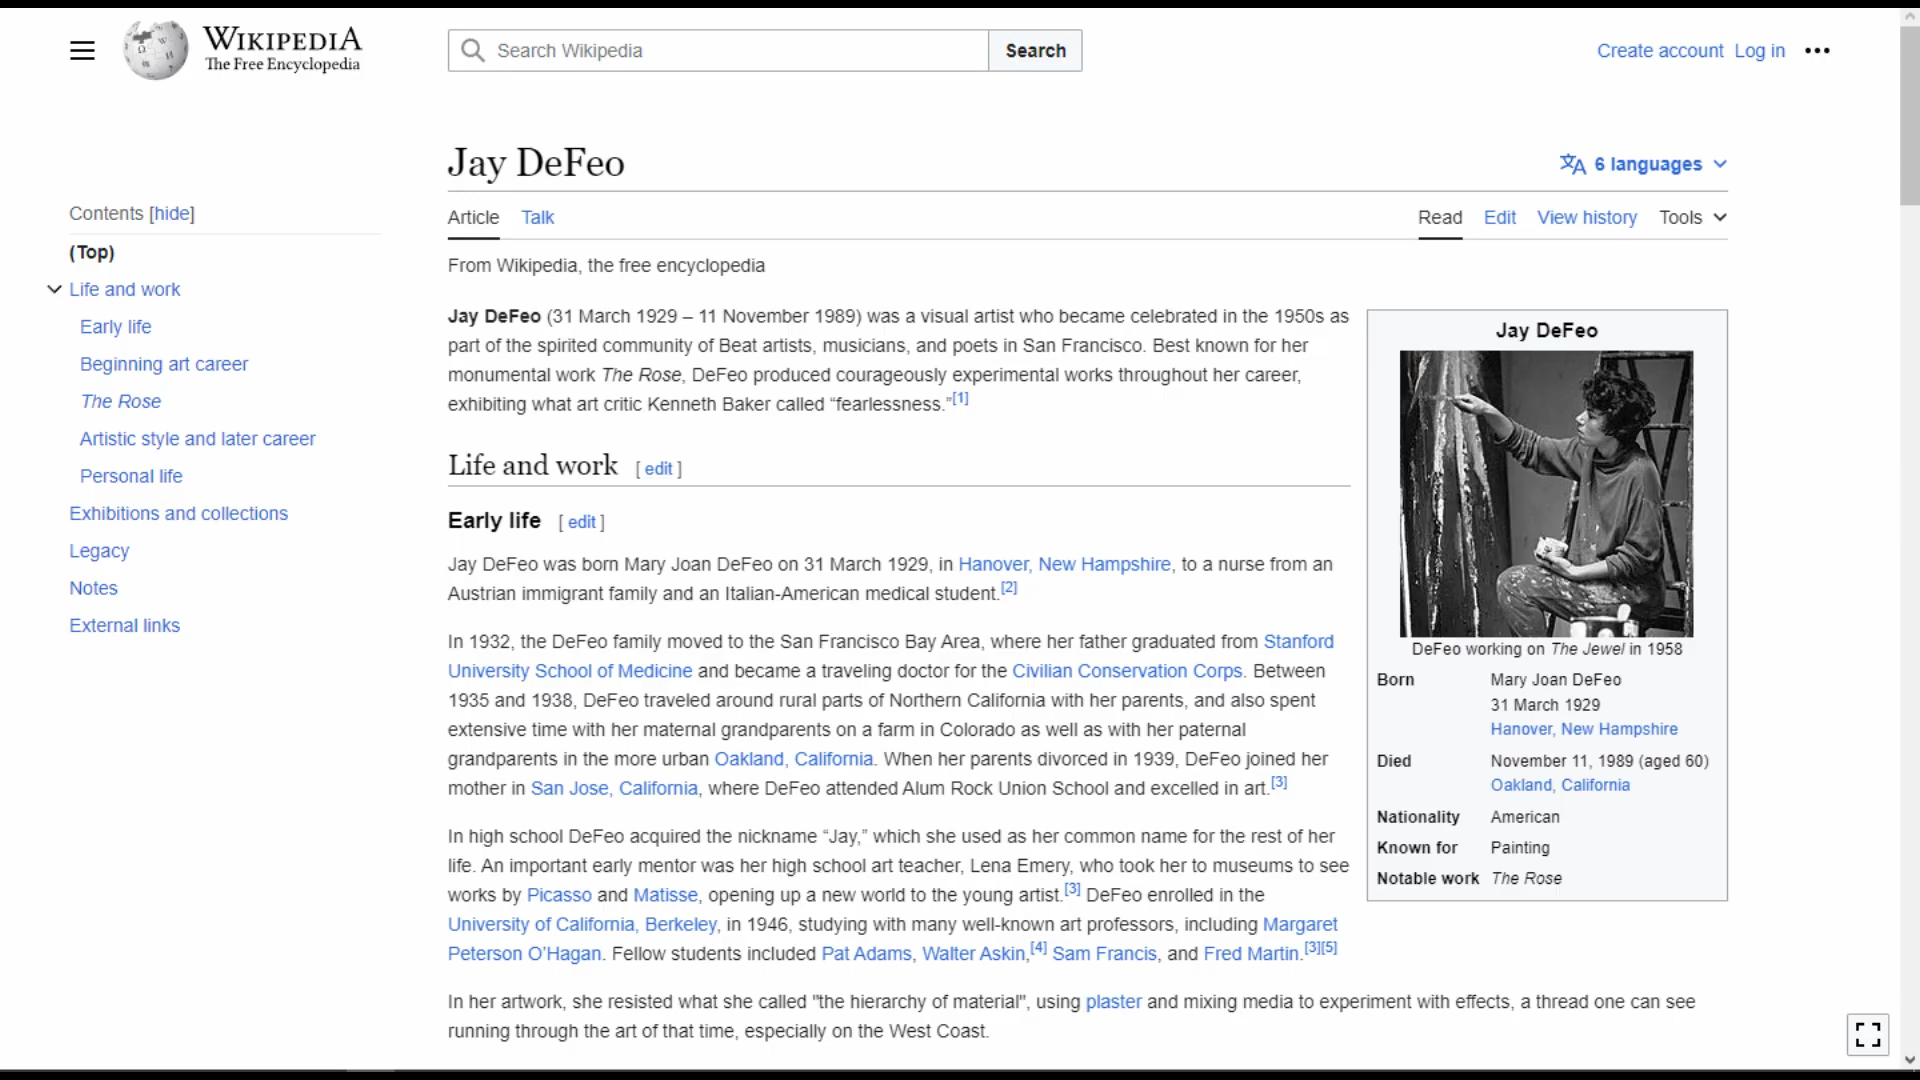 WIKIPEDIA
The Free Encyclopedia
Search Wikipedia
Search
Create account Log in
Jay DeFeo
6 languages
Contents [hide]
(Top)
Life and work
Early life
Beginning art career
The Rose
Artistic style and later career
Personal life
Exhibitions and collections
Legacy
Notes
External links
Article Talk
Read Edit View history Tools
From Wikipedia, the free encyclopedia
Jay DeFeo (31 March 1929 – 11 November 1989) was a visual artist who became celebrated in the 1950s as
part of the spirited community of Beat artists, musicians, and poets in San Francisco. Best known for her
monumental work The Rose, DeFeo produced courageously experimental works throughout her career,
exhibiting what art critic Kenneth Baker called “fearlessness.”[1]
Life and work [ edit ]
Early life [ edit ]
Jay DeFeo was born Mary Joan DeFeo on 31 March 1929, in Hanover, New Hampshire, to a nurse from an
Austrian immigrant family and an Italian-American medical student.[2]
In 1932, the DeFeo family moved to the San Francisco Bay Area, where her father graduated from Stanford
University School of Medicine and became a traveling doctor for the Civilian Conservation Corps. Between
1935 and 1938, DeFeo traveled around rural parts of Northern California with her parents, and also spent
extensive time with her maternal grandparents on a farm in Colorado as well as with her paternal
grandparents in the more urban Oakland, California. When her parents divorced in 1939, DeFeo joined her
mother in San Jose, California, where DeFeo attended Alum Rock Union School and excelled in art.[3]
In high school DeFeo acquired the nickname “Jay,” which she used as her common name for the rest of her
life. An important early mentor was her high school art teacher, Lena Emery, who took her to museums to see
works by Picasso and Matisse, opening up a new world to the young artist.[3] DeFeo enrolled in the
University of California, Berkeley, in 1946, studying with many well-known art professors, including Margaret
Peterson O’Hagan. Fellow students included Pat Adams, Walter Askin,[4] Sam Francis, and Fred Martin.[3][5]
In her artwork, she resisted what she called "the hierarchy of material", using plaster and mixing media to experiment with effects, a thread one can see
running through the art of that time, especially on the West Coast.
Jay DeFeo
DeFeo working on The Jewel in 1958
Born Mary Joan DeFeo
31 March 1929
Hanover, New Hampshire
Died November 11, 1989 (aged 60)
Oakland, California
Nationality American
Known for Painting
Notable work The Rose